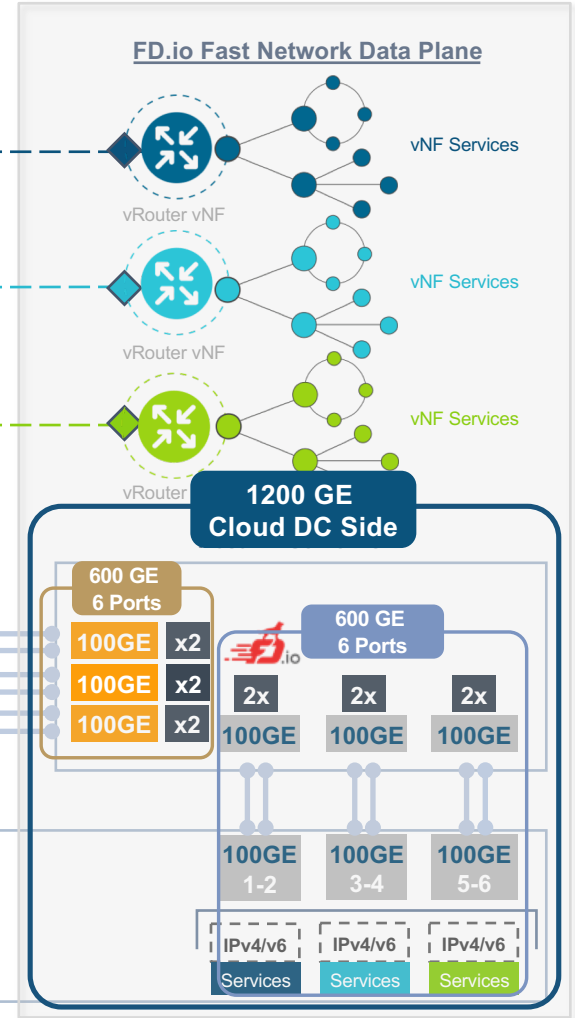 FD.io Fast Network Data Plane
vNF Services
vRouter vNF
vNF Services
vRouter vNF
vNF Services
vRouter
1200 GE
Cloud DC Side
600 GE
6 Ports
100GE x2
100GE x2
100GE x2
600 GE
6 Ports
FD.io
2x 2x 2x
100GE 100GE 100GE
100GE 100GE 100GE
1-2 3-4 5-6
IPv4/v6 IPv4/v6 IPv4/v6
Services Services Services